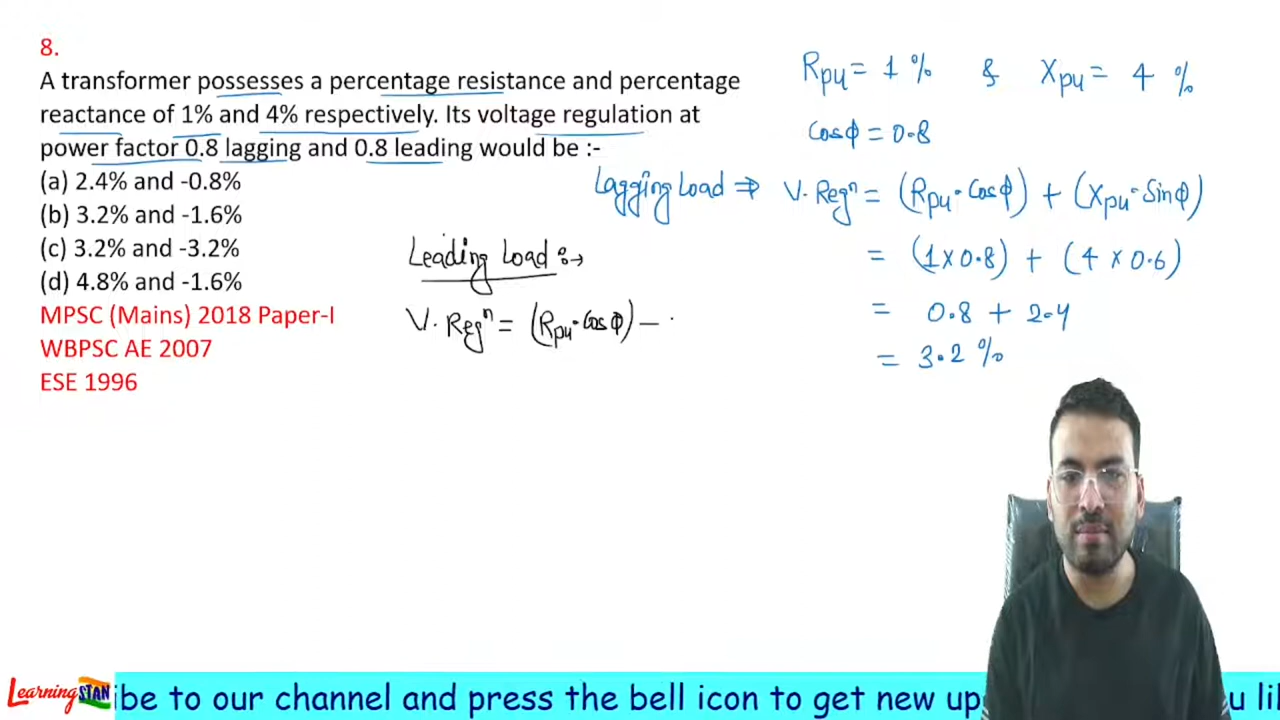 8.
A transformer possesses a percentage resistance and percentage
reactance of 1% and 4% respectively. Its voltage regulation at
power factor 0.8 lagging and 0.8 leading would be :-
(a) 2.4% and -0.8%
(b) 3.2% and -1.6%
(c) 3.2% and -3.2%
(d) 4.8% and -1.6%
MPSC (Mains) 2018 Paper-I
WBPSC AE 2007
ESE 1996
Rpu = 1 % & Xpu = 4 %
cosϕ = 0.8
Lagging Load ⇒ V. Regⁿ = (Rpu · Cosϕ) + (Xpu · Sinϕ)
= (1 × 0.8) + (4 × 0.6)
= 0.8 + 2.4
= 3.2 %
Leading Load :→
V. Regⁿ = (Rpu · Cosϕ) –
LearningSTAN
ibe to our channel and press the bell icon to get new up
u li